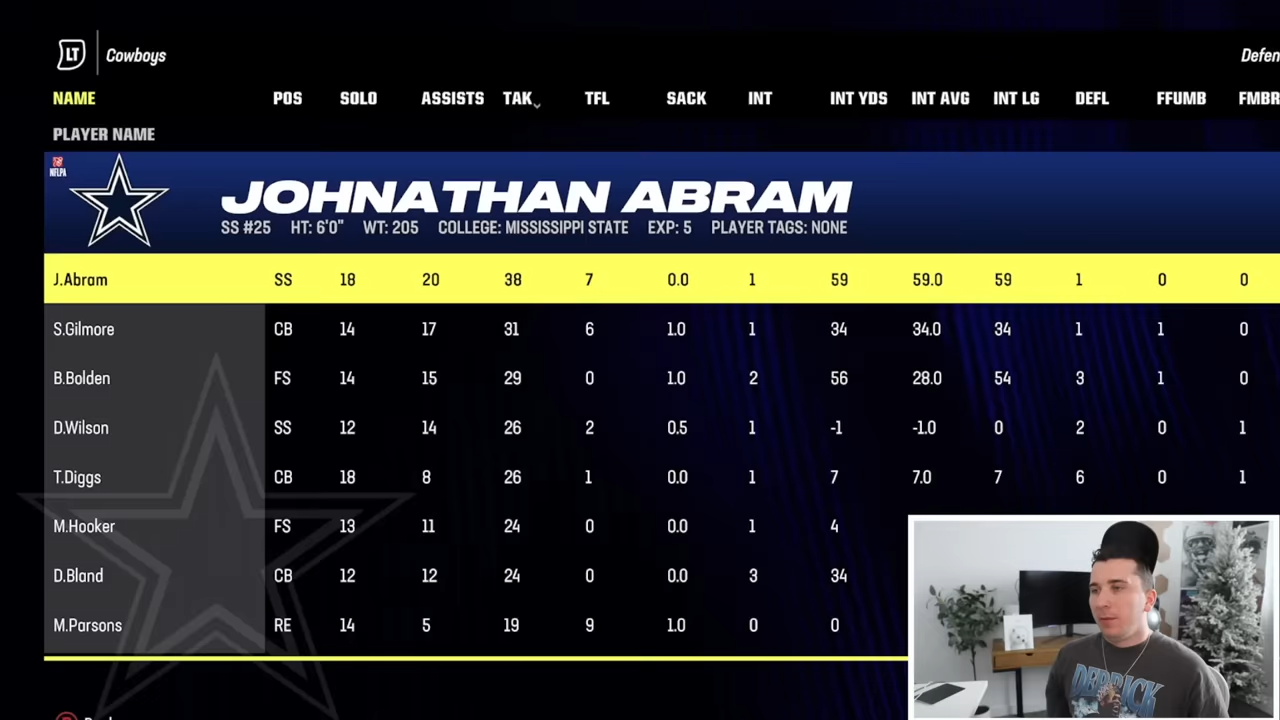 LT Cowboys Defen
NAME POS SOLO ASSISTS TAK TFL SACK INT INT YDS INT AVG INT LG DEFL FFUMB FMBR
PLAYER NAME
NFLPA
JOHNATHAN ABRAM
SS #25 HT: 6'0" WT: 205 COLLEGE: MISSISSIPPI STATE EXP: 5 PLAYER TAGS: NONE
J.Abram SS 18 20 38 7 0.0 1 59 59.0 59 1 0 0
S.Gilmore CB 14 17 31 6 1.0 1 34 34.0 34 1 1 0
B.Bolden FS 14 15 29 0 1.0 2 56 28.0 54 3 1 0
D.Wilson SS 12 14 26 2 0.5 1 -1 -1.0 0 2 0 1
T.Diggs CB 18 8 26 1 0.0 1 7 7.0 7 6 0 1
M.Hooker FS 13 11 24 0 0.0 1 4
D.Bland CB 12 12 24 0 0.0 3 34
M.Parsons RE 14 5 19 9 1.0 0 0